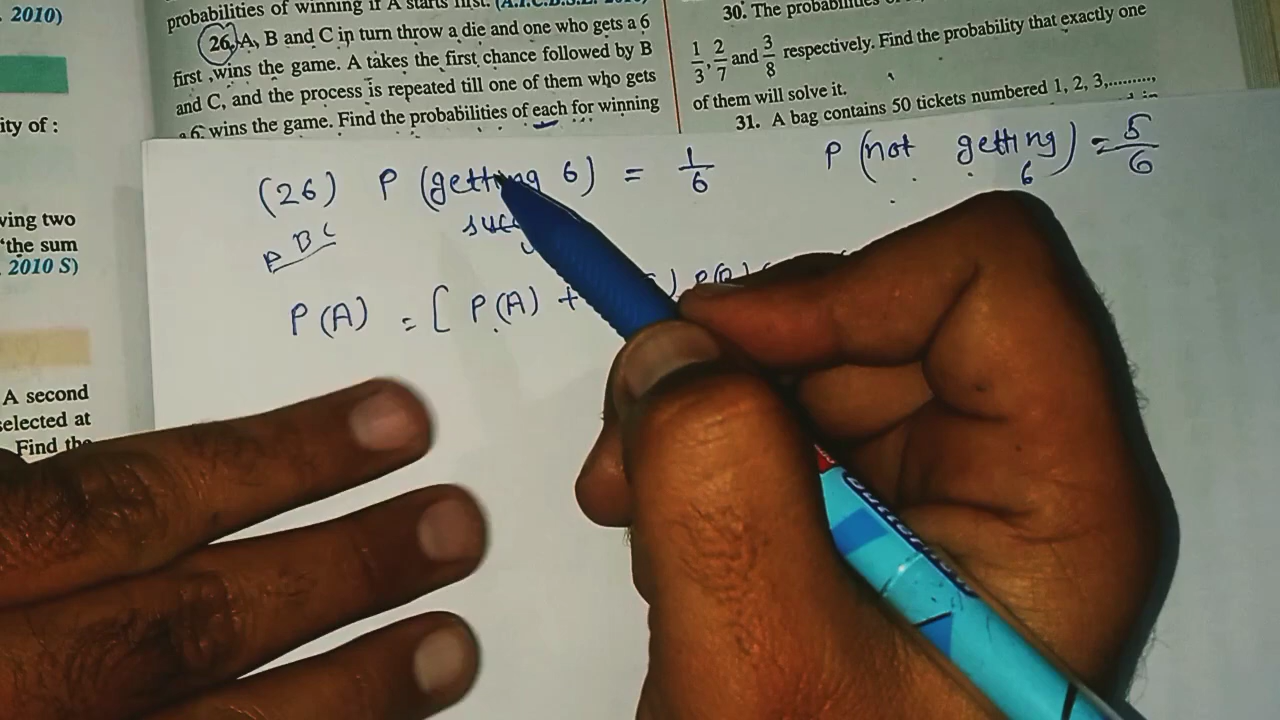 . 2010)
ity of :
ving two
'the sum
. 2010 S)
A second
selected at
Find the
probabilities of winning if A starts first.
26. A, B and C in turn throw a die and one who gets a 6
first ,wins the game. A takes the first chance followed by B
and C, and the process is repeated till one of them who gets
a 6 wins the game. Find the probabilities of each for winning
30. The probabilities
1/3, 2/7 and 3/8 respectively. Find the probability that exactly one
of them will solve it.
31. A bag contains 50 tickets numbered 1, 2, 3,...........,
(26) P (getting 6) = 1/6 P (not getting 6) = 5/6
B C
P(A) = [ P(A) +